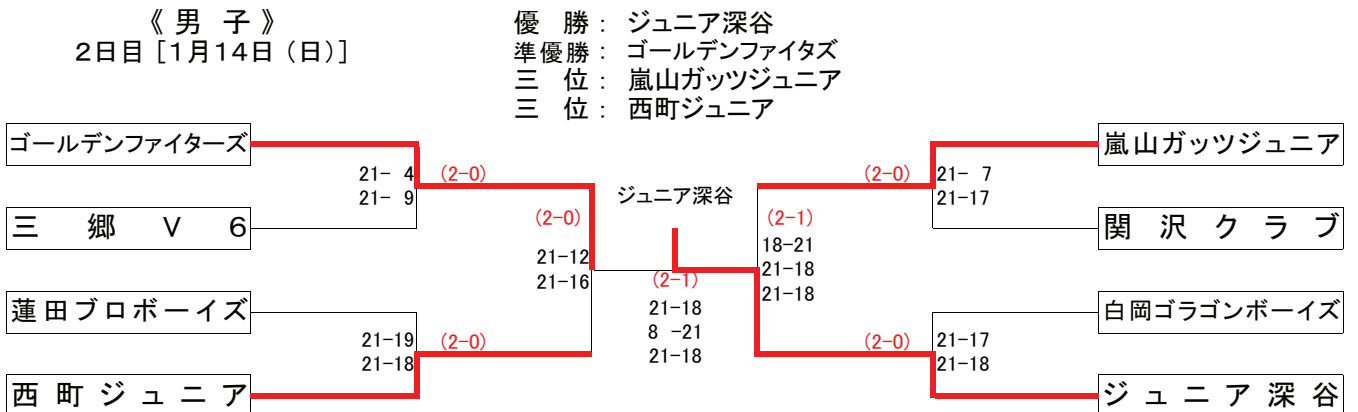 《 男 子 》
2日目 [1月14日 (日)]
優 勝 : ジュニア深谷
準優勝 : ゴールデンファイタズ
三 位 : 嵐山ガッツジュニア
三 位 : 西町ジュニア
ゴールデンファイターズ
嵐山ガッツジュニア
21- 4 (2-0)
21- 9
(2-0) 21- 7
21-17
三 郷 V 6
関 沢 ク ラ ブ
ジュニア深谷
(2-0)
21-12
21-16
(2-1)
18-21
21-18
21-18
(2-1)
21-18
8 -21
21-18
蓮田ブロボーイズ
白岡ゴラゴンボーイズ
21-19 (2-0)
21-18
(2-0) 21-17
21-18
西 町 ジ ュ ニ ア
ジ ュ ニ ア 深 谷